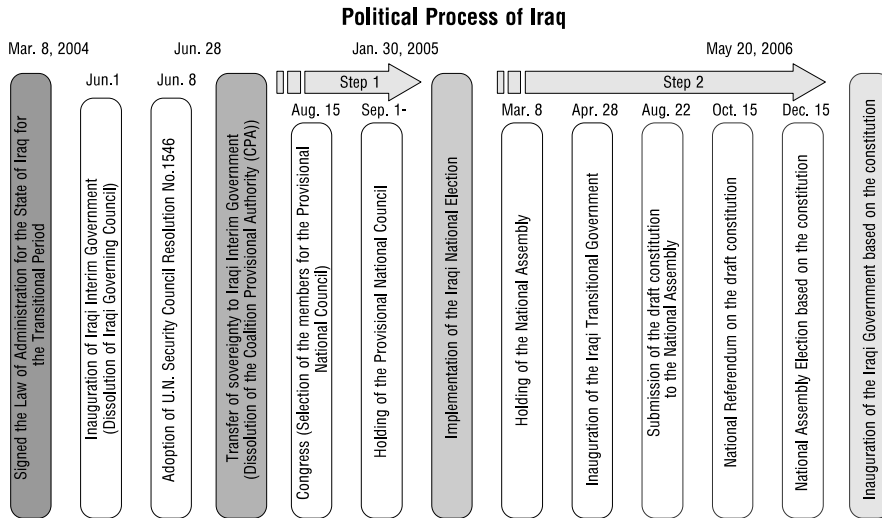 Political Process of Iraq
Mar. 8, 2004
Jun. 28
Jan. 30, 2005
May 20, 2006
Jun.1
Jun. 8
Step 1
Step 2
Aug. 15
Sep. 1-
Mar. 8
Apr. 28
Aug. 22
Oct. 15
Dec. 15
Signed the Law of Administration for the State of Iraq for
the Transitional Period
Inauguration of Iraqi Interim Government
(Dissolution of Iraqi Governing Council)
Adoption of U.N. Security Council Resolution No.1546
Transfer of sovereignty to Iraqi Interim Government
(Dissolution of the Coalition Provisional Authority (CPA))
Congress (Selection of the members for the Provisional
National Council)
Holding of the Provisional National Council
Implementation of the Iraqi National Election
Holding of the National Assembly
Inauguration of the Iraqi Transitional Government
Submission of the draft constitution
to the National Assembly
National Referendum on the draft constitution
National Assembly Election based on the constitution
Inauguration of the Iraqi Government based on the constitution